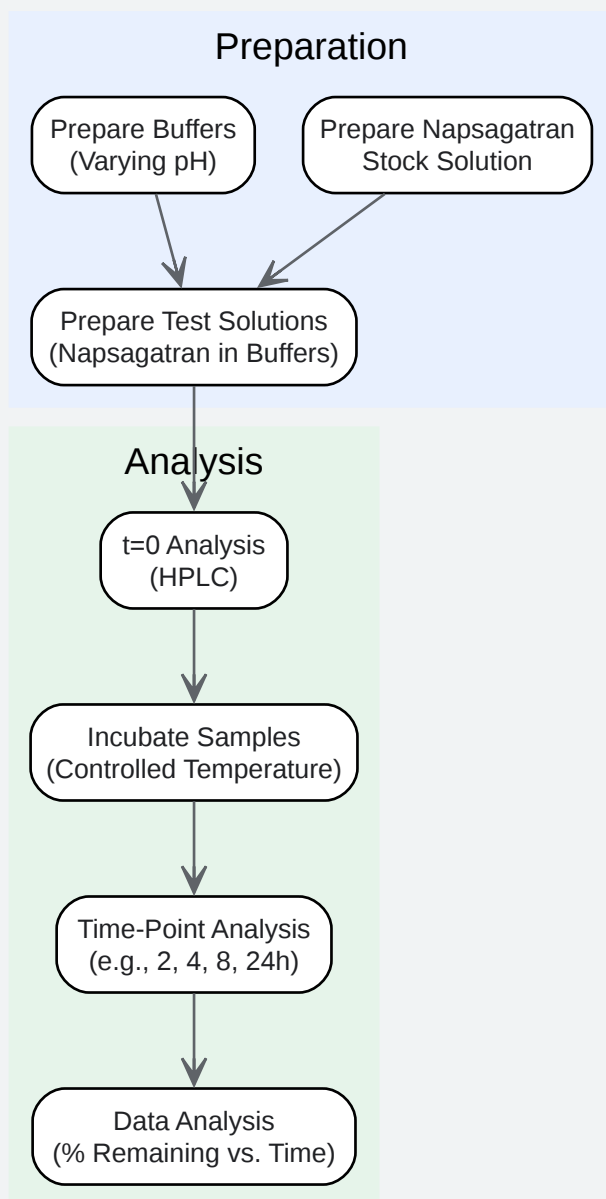 Preparation
Prepare Buffers
(Varying pH)
Prepare Napsagatran
Stock Solution
Prepare Test Solutions
(Napsagatran in Buffers)
Analysis
t=0 Analysis
(HPLC)
Incubate Samples
(Controlled Temperature)
Time-Point Analysis
(e.g., 2, 4, 8, 24h)
Data Analysis
(% Remaining vs. Time)